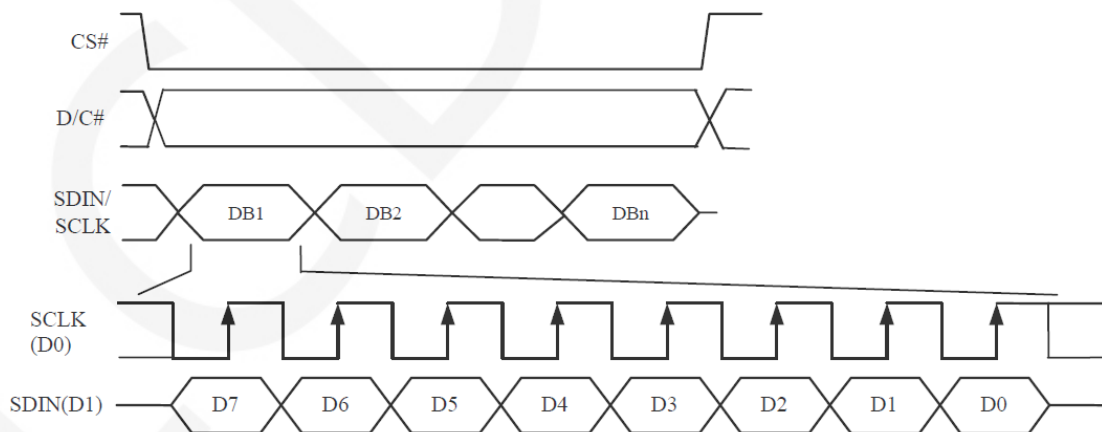 CS#
D/C#
SDIN/
SCLK
DB1 DB2 DBn
SCLK
(D0)
SDIN(D1) D7 D6 D5 D4 D3 D2 D1 D0